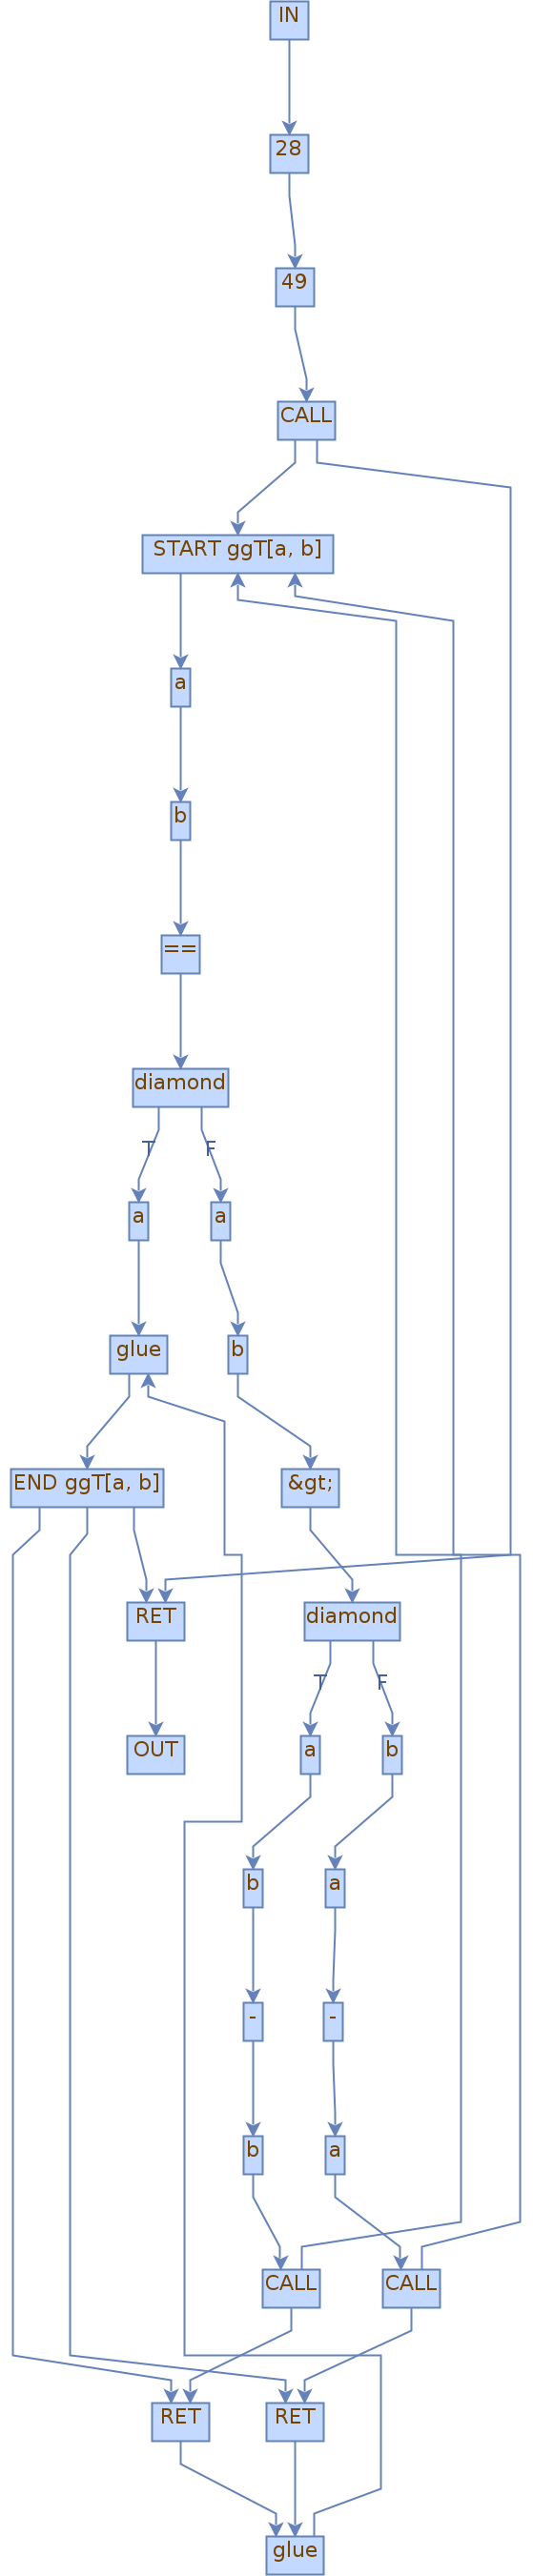 IN
28
49
CALL
START ggT[a, b]
a
b
==
diamond
T
F
a
a
glue
b
END ggT[a, b]
&gt;
RET
diamond
T
F
OUT
a
b
b
a
-
-
b
a
CALL
CALL
RET
RET
glue